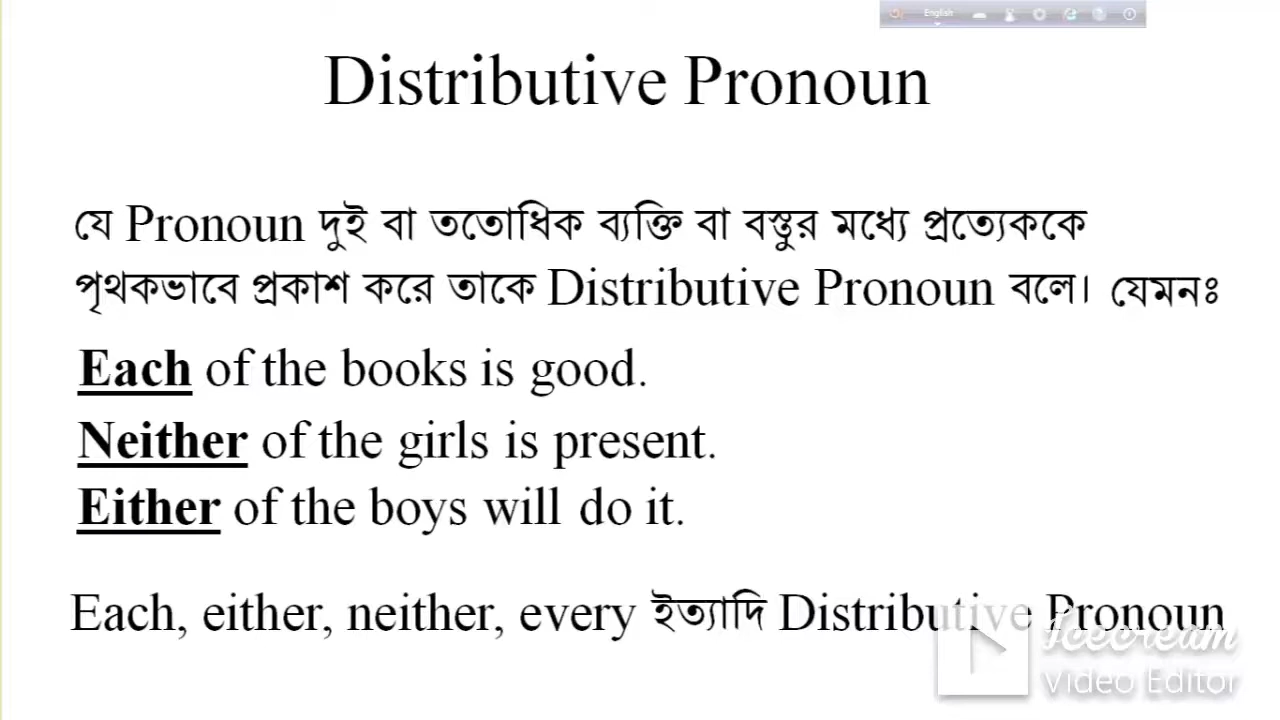 English
Distributive Pronoun
যে Pronoun দুই বা ততোধিক ব্যক্তি বা বস্তুর মধ্যে প্রত্যেককে
পৃথকভাবে প্রকাশ করে তাকে Distributive Pronoun বলে। যেমনঃ
Each of the books is good.
Neither of the girls is present.
Either of the boys will do it.
Each, either, neither, every ইত্যাদি Distributive Pronoun
Icecream
Video Editor